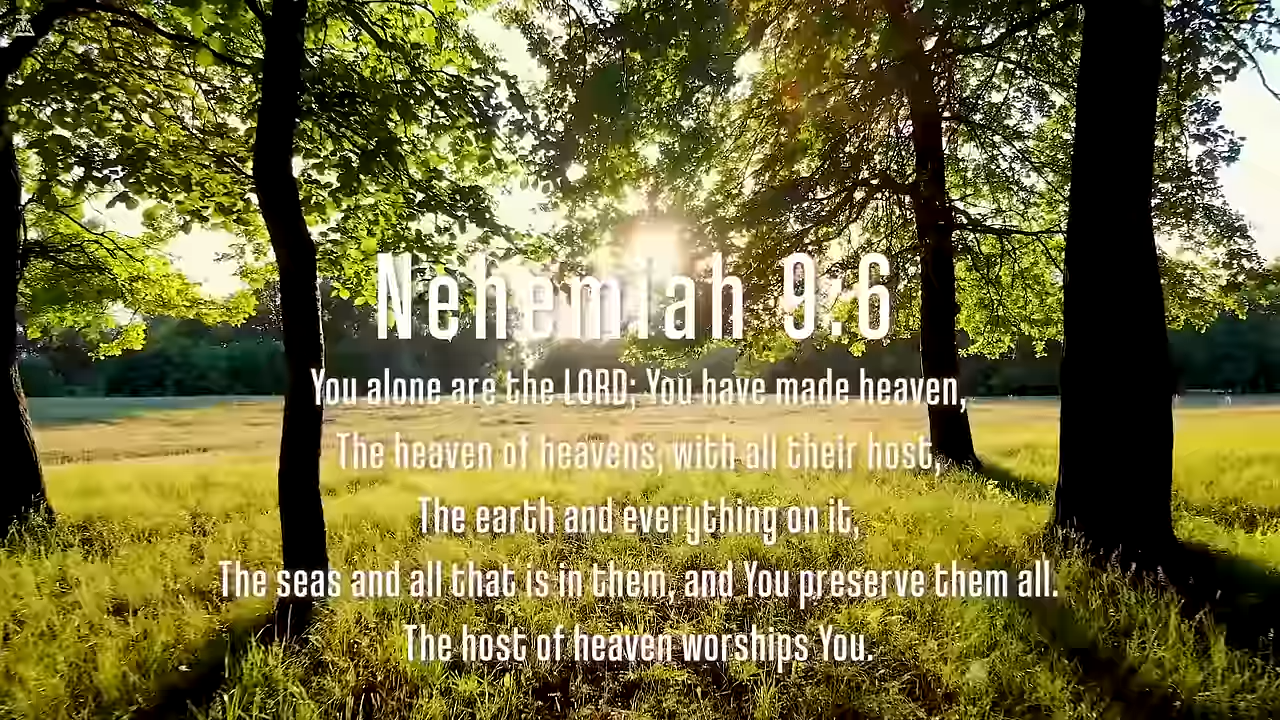 Nehemiah 9:6
You alone are the LORD; You have made heaven,
The heaven of heavens, with all their host,
The earth and everything on it,
The seas and all that is in them, and You preserve them all.
The host of heaven worships You.